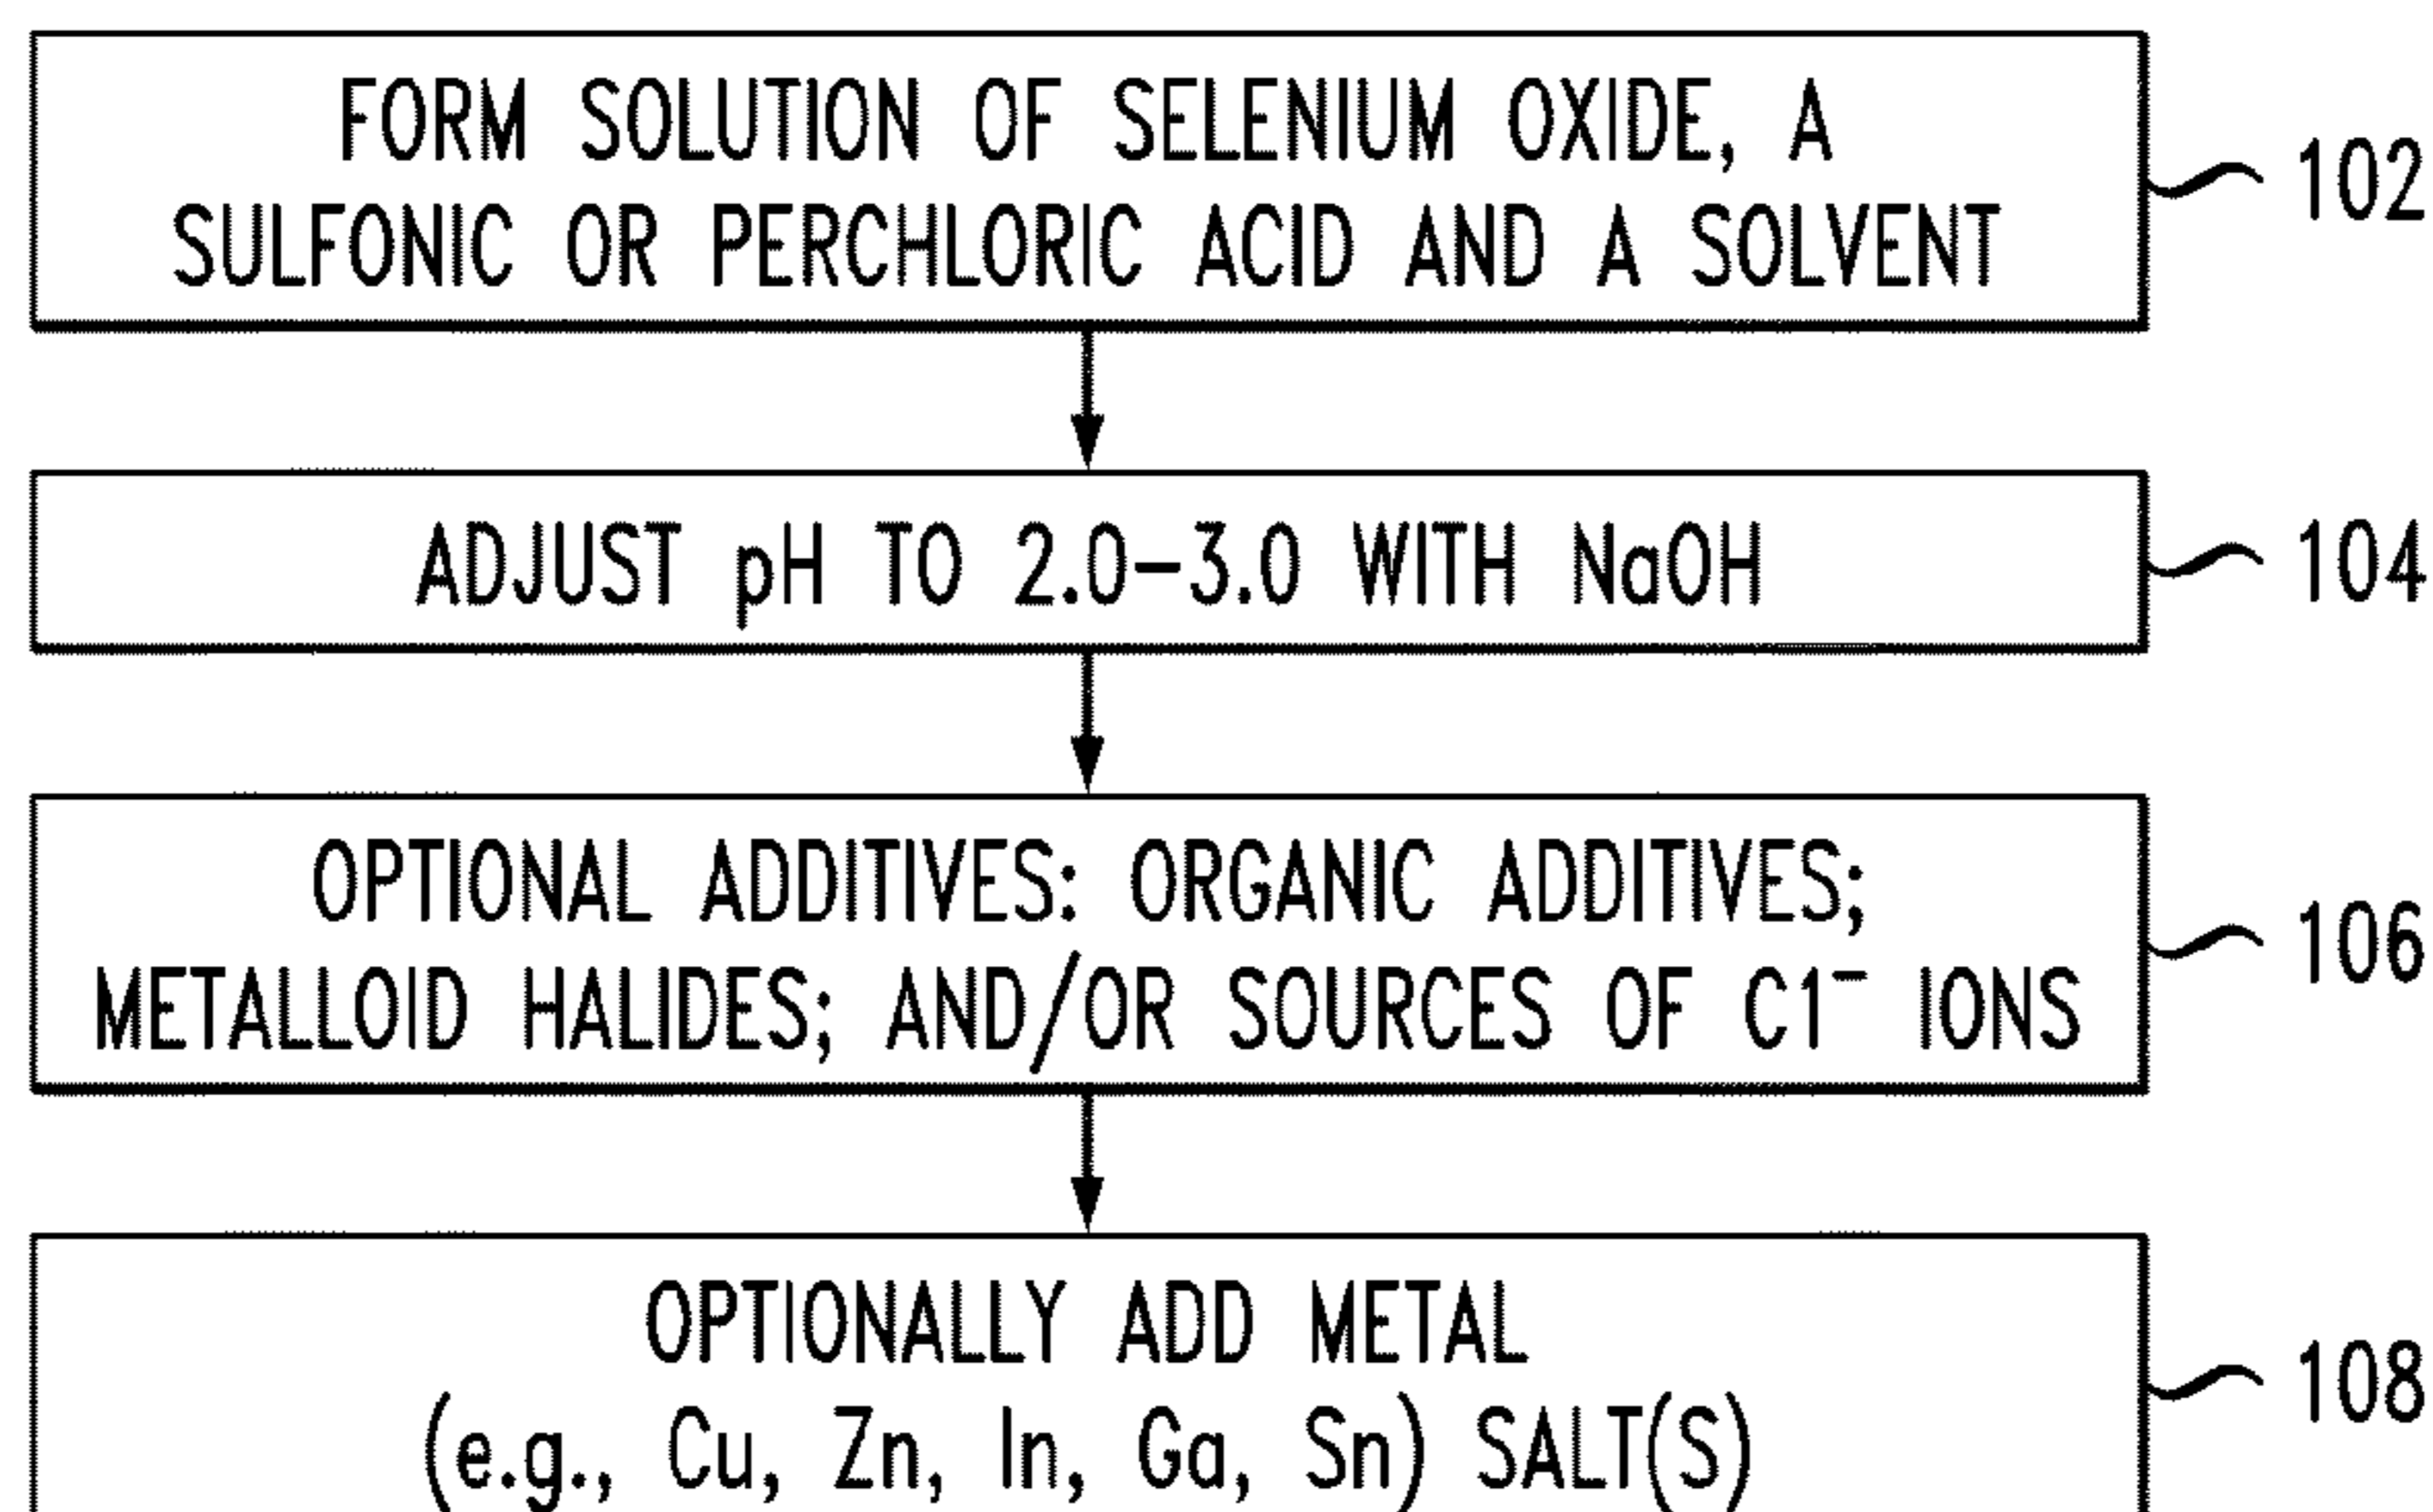 FORM SOLUTION OF SELENIUM OXIDE, A
SULFONIC OR PERCHLORIC ACID AND A SOLVENT
102
ADJUST pH TO 2.0-3.0 WITH NaOH
104
OPTIONAL ADDITIVES: ORGANIC ADDITIVES;
METALLOID HALIDES; AND/OR SOURCES OF C1⁻ IONS
106
OPTIONALLY ADD METAL
(e.g., Cu, Zn, In, Ga, Sn) SALT(S)
108